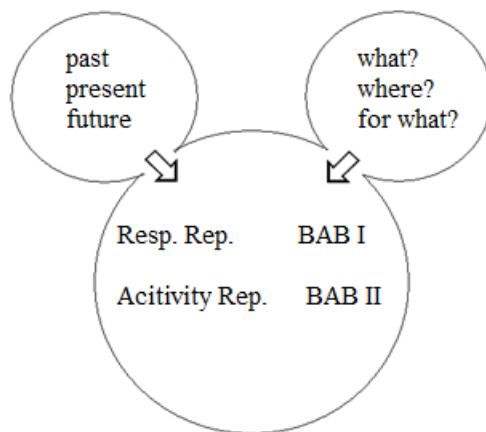 past
present
future
what?
where?
for what?
Resp. Rep. BAB I
Acitivity Rep. BAB II